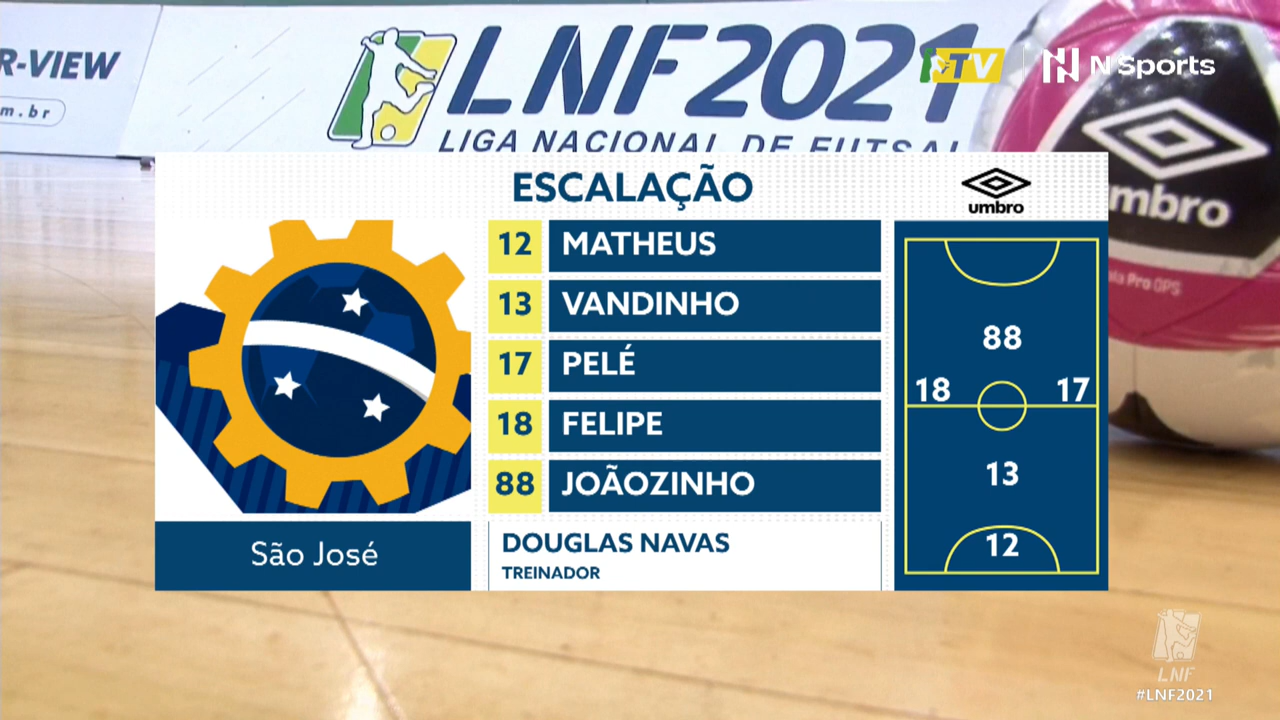 R-VIEW
m.br
LNF2021
LIGA NACIONAL DE FUTSAL
TV
N Sports
umbro
Pro
ESCALAÇÃO
umbro
12 MATHEUS
13 VANDINHO
17 PELÉ
18 FELIPE
88 JOÃOZINHO
88
18
17
13
12
São José
DOUGLAS NAVAS
TREINADOR
LNF
#LNF2021